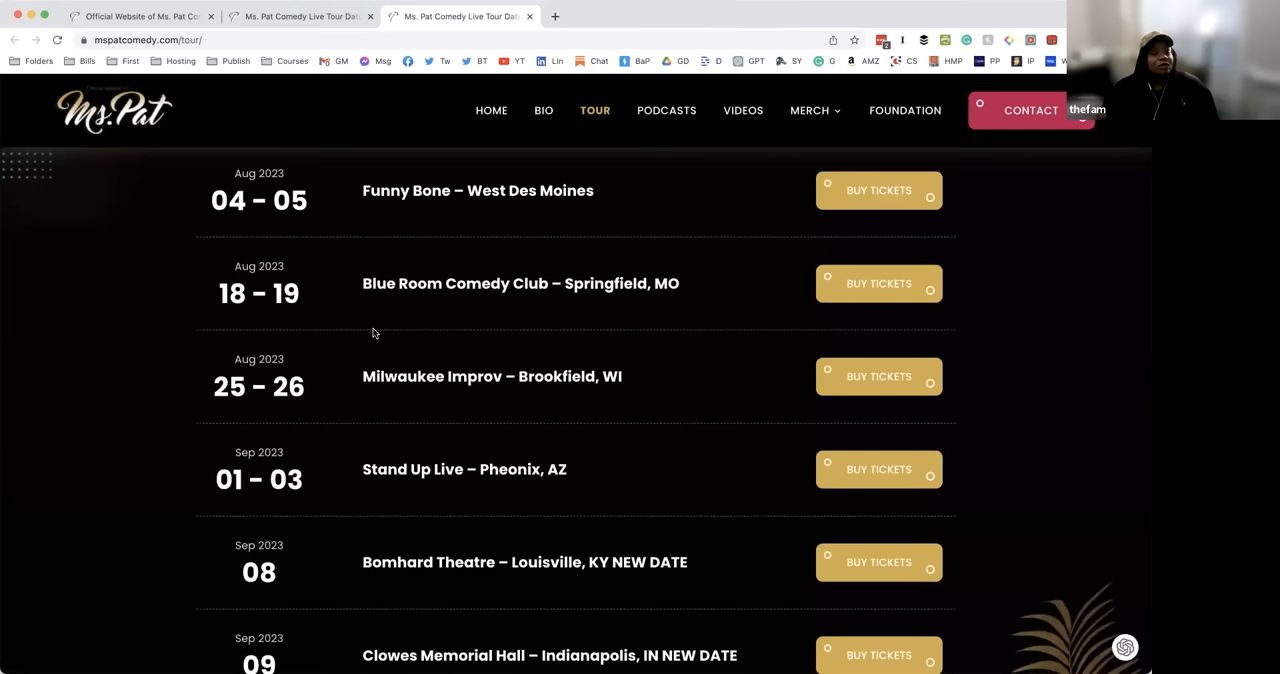 Official Website of Ms. Pat Co
Ms. Pat Comedy Live Tour Dat
Ms. Pat Comedy Live Tour Dat
mspatcomedy.com/tour/
2
Folders
Bills
First
Hosting
Publish
Courses
GM
Msg
Tw
BT
YT
LIn
Chat
BaP
GD
D
GPT
SY
G
AMZ
CS
HMP
PP
IP
Ms. Pat
HOME
BIO
TOUR
PODCASTS
VIDEOS
MERCH
FOUNDATION
CONTACT
thefam
Aug 2023
04 - 05
Funny Bone – West Des Moines
BUY TICKETS
Aug 2023
18 - 19
Blue Room Comedy Club – Springfield, MO
BUY TICKETS
Aug 2023
25 - 26
Milwaukee Improv – Brookfield, WI
BUY TICKETS
Sep 2023
01 - 03
Stand Up Live – Pheonix, AZ
BUY TICKETS
Sep 2023
08
Bomhard Theatre – Louisville, KY NEW DATE
BUY TICKETS
Sep 2023
09
Clowes Memorial Hall – Indianapolis, IN NEW DATE
BUY TICKETS